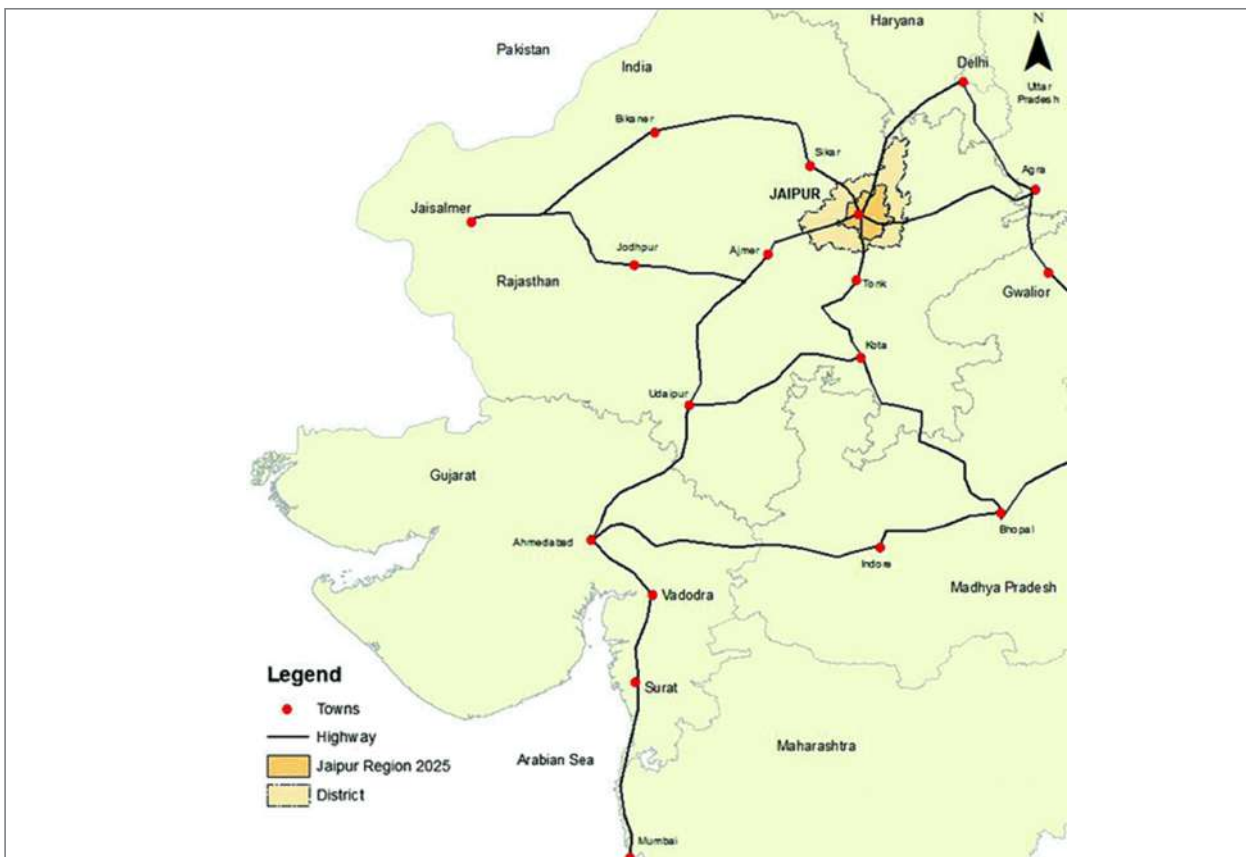 Haryana
N
Pakistan
India
Delhi
Uttar
Pradesh
Bikaner
Sikar
Agra
JAIPUR
Jaisalmer
Jodhpur
Ajmer
Rajasthan
Tonk
Gwalior
Kota
Udaipur
Gujarat
Ahmedabad
Bhopal
Indore
Vadodra
Madhya Pradesh
Legend
Towns
Surat
Highway
Maharashtra
Arabian Sea
Jaipur Region 2025
District
Mumbai